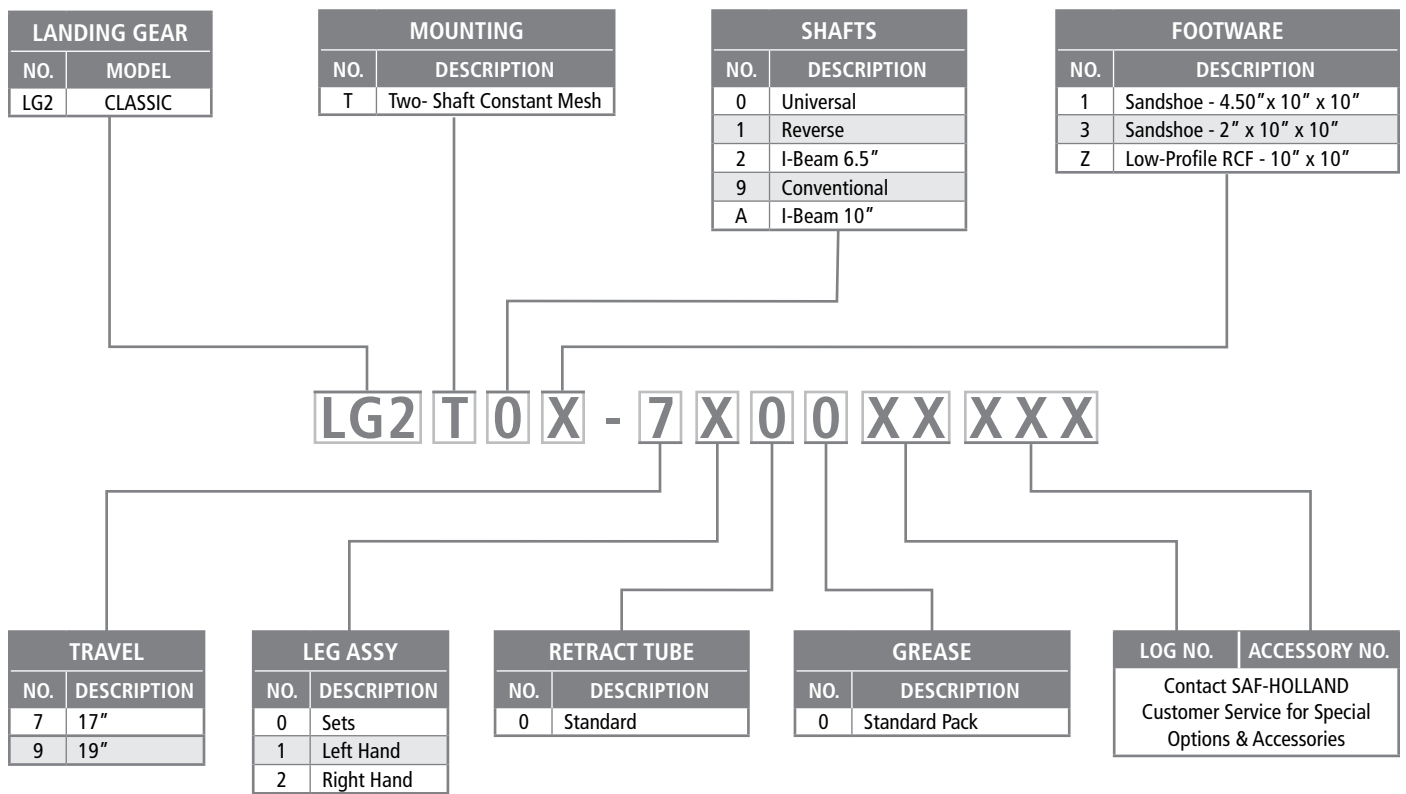 LANDING GEAR
NO. MODEL
LG2 CLASSIC
MOUNTING
NO. DESCRIPTION
T Two- Shaft Constant Mesh
SHAFTS
NO. DESCRIPTION
0 Universal
1 Reverse
2 I-Beam 6.5"
9 Conventional
A I-Beam 10"
FOOTWARE
NO. DESCRIPTION
1 Sandshoe - 4.50"x 10" x 10"
3 Sandshoe - 2" x 10" x 10"
Z Low-Profile RCF - 10" x 10"
LG2 T 0 X - 7 X 0 0 XX XXX
TRAVEL
NO. DESCRIPTION
7 17"
9 19"
LEG ASSY
NO. DESCRIPTION
0 Sets
1 Left Hand
2 Right Hand
RETRACT TUBE
NO. DESCRIPTION
0 Standard
GREASE
NO. DESCRIPTION
0 Standard Pack
LOG NO. ACCESSORY NO.
Contact SAF-HOLLAND
Customer Service for Special
Options & Accessories